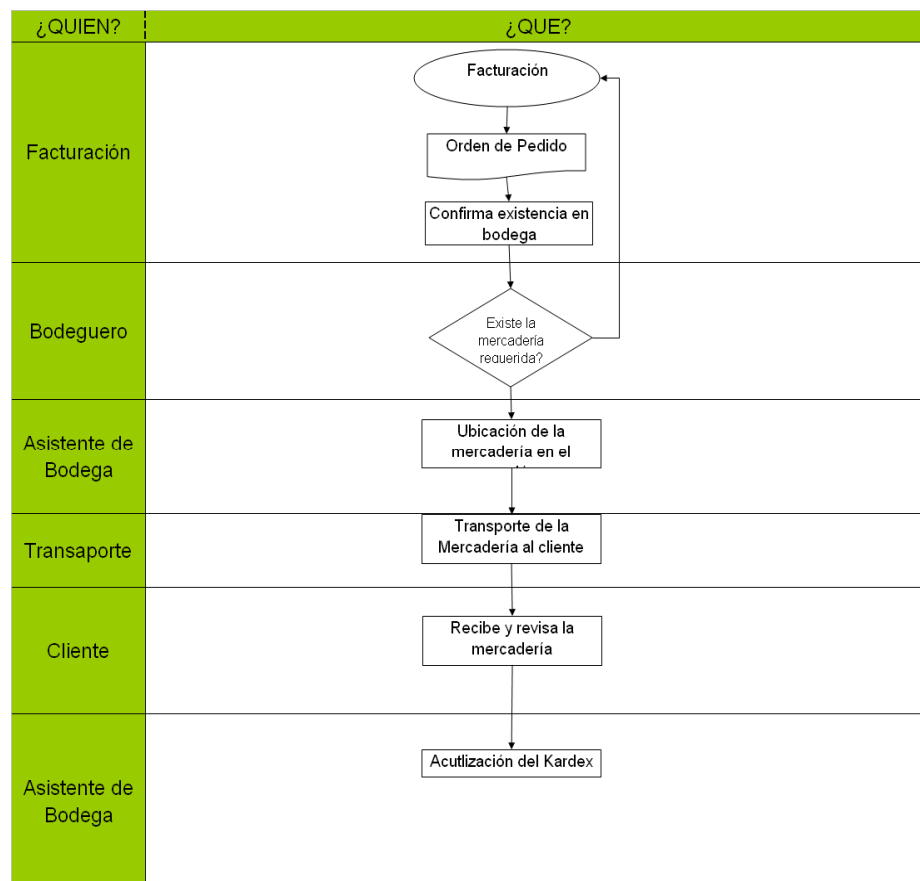 ¿QUIEN?
¿QUE?
Facturación
Facturación
Orden de Pedido
Confirma existencia en
bodega
Bodeguero
Existe la
mercadería
requerida?
Asistente de
Bodega
Ubicación de la
mercadería en el
Transaporte
Transporte de la
Mercadería al cliente
Cliente
Recibe y revisa la
mercadería
Asistente de
Bodega
Acutlización del Kardex